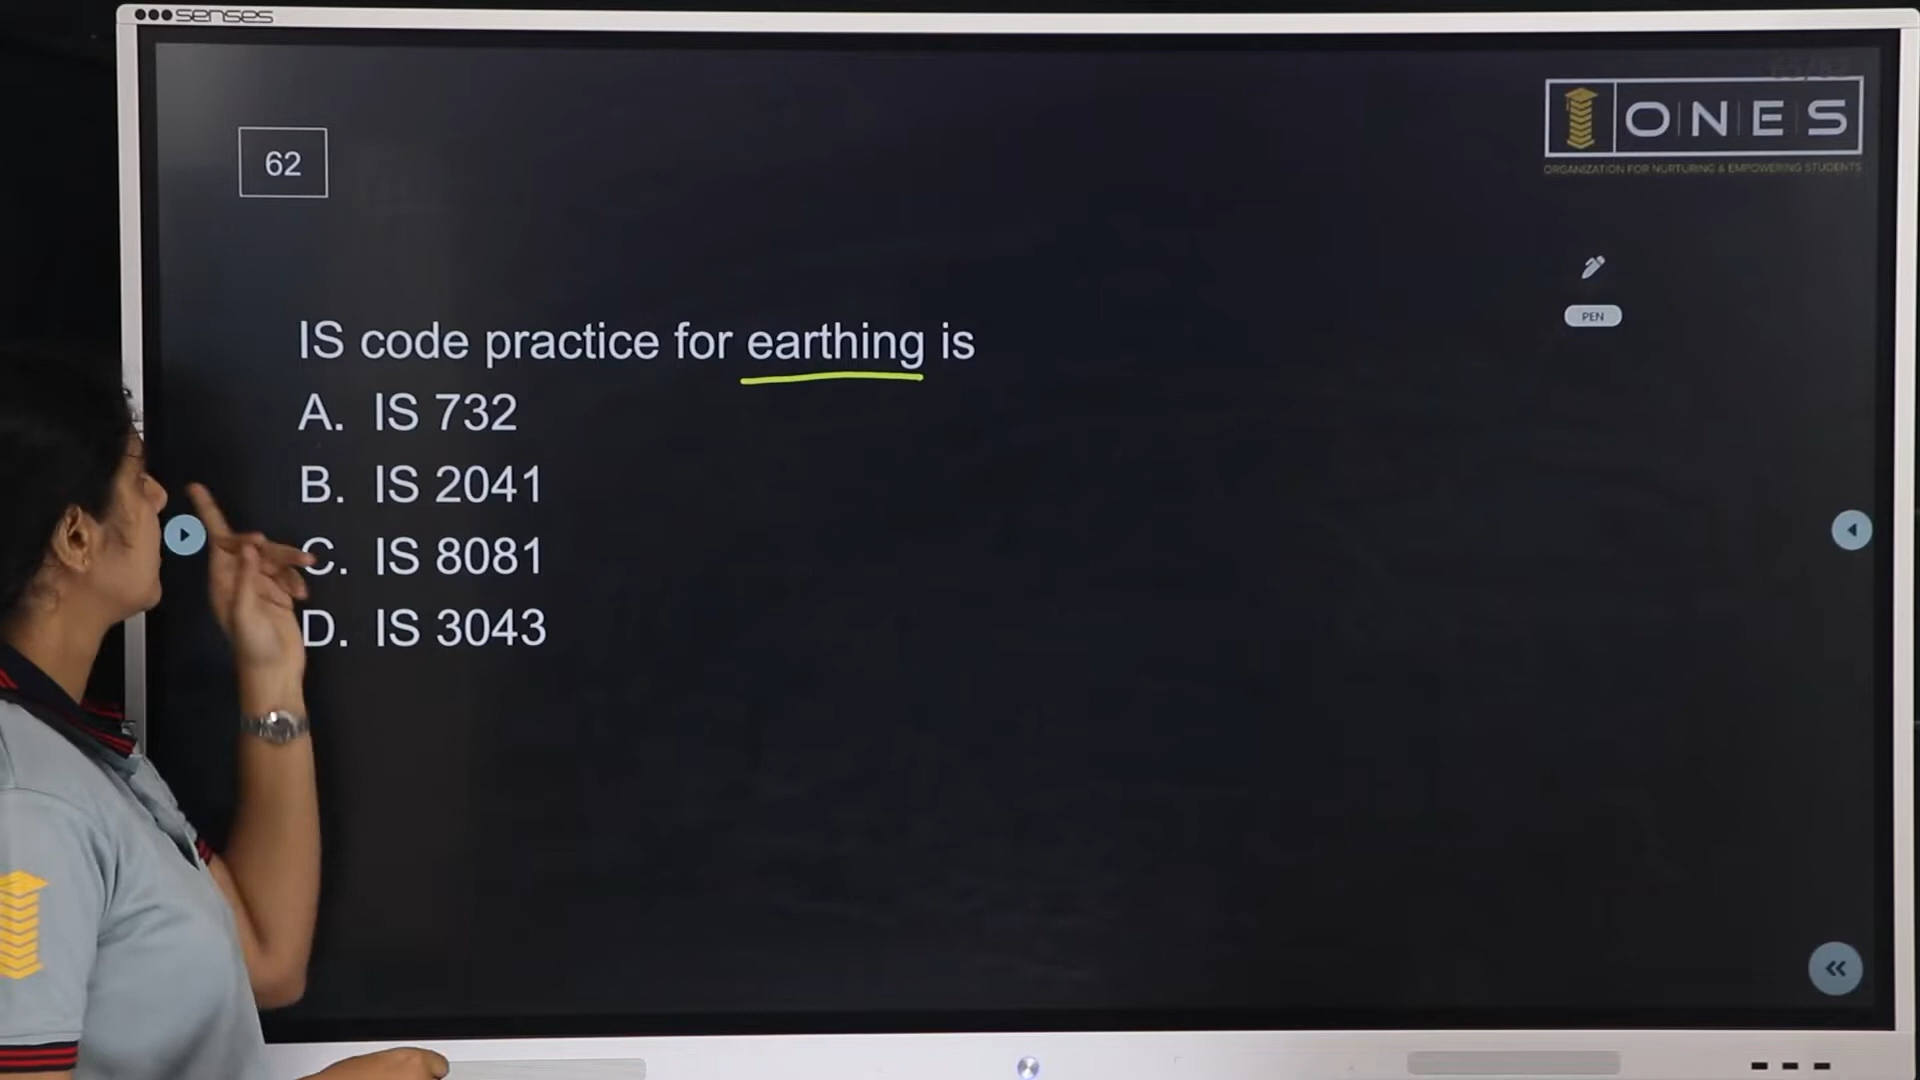 senses
ONES
ORGANIZATION FOR NURTURING & EMPOWERING STUDENTS
62
PEN
IS code practice for earthing is
A. IS 732
B. IS 2041
C. IS 8081
D. IS 3043